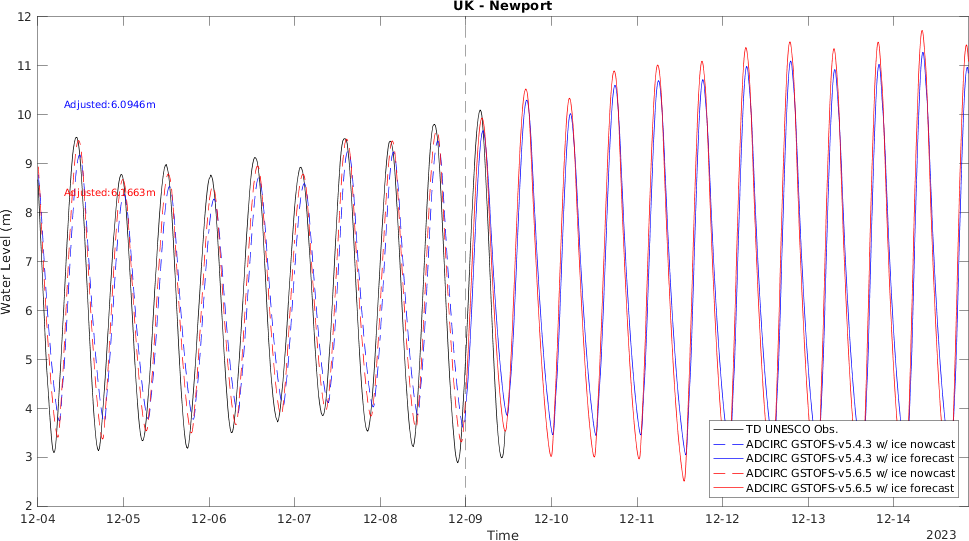 UK - Newport
12
11
10
9
8
7
6
5
4
3
2
Water Level (m)
Adjusted:6.0946m
Adjusted:6.1663m
TD UNESCO Obs.
ADCIRC GSTOFS-v5.4.3 w/ ice nowcast
ADCIRC GSTOFS-v5.4.3 w/ ice forecast
ADCIRC GSTOFS-v5.6.5 w/ ice nowcast
ADCIRC GSTOFS-v5.6.5 w/ ice forecast
12-04 12-05 12-06 12-07 12-08 12-09 12-10 12-11 12-12 12-13 12-14
Time
2023